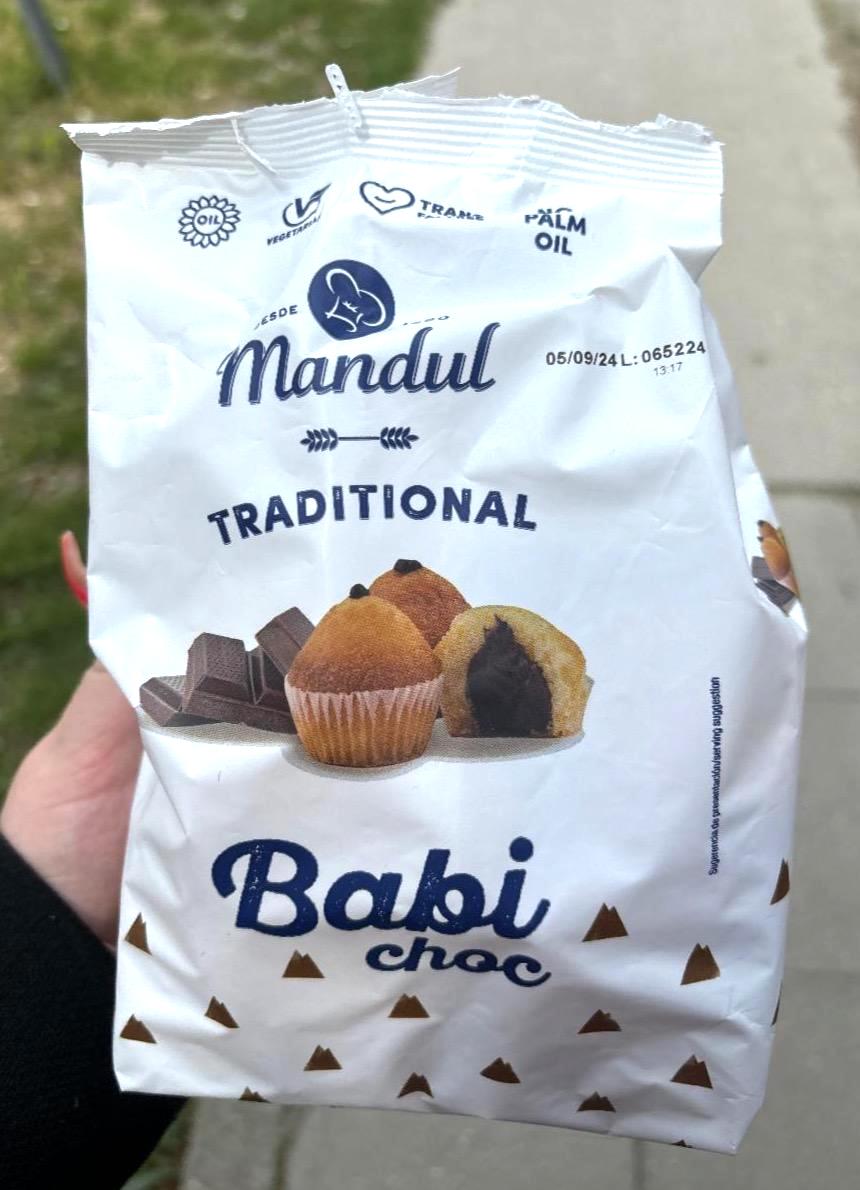 OIL
VEGETARIAN
TRANS
PALM
OIL
Mandul
05/09/24 L: 065224
13:17
TRADITIONAL
Sugerencia de presentación/serving suggestion
Babi
choc